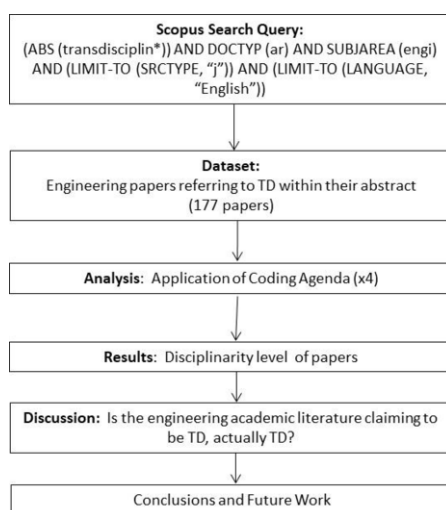 Scopus Search Query:
(ABS (transdisciplin*)) AND DOCTYP (ar) AND SUBJAREA (engi)
AND (LIMIT-TO (SRCTYPE, “j”)) AND (LIMIT-TO (LANGUAGE,
“English”))
Dataset:
Engineering papers referring to TD within their abstract
(177 papers)
Analysis: Application of Coding Agenda (x4)
Results: Disciplinarity level of papers
Discussion: Is the engineering academic literature claiming to
be TD, actually TD?
Conclusions and Future Work